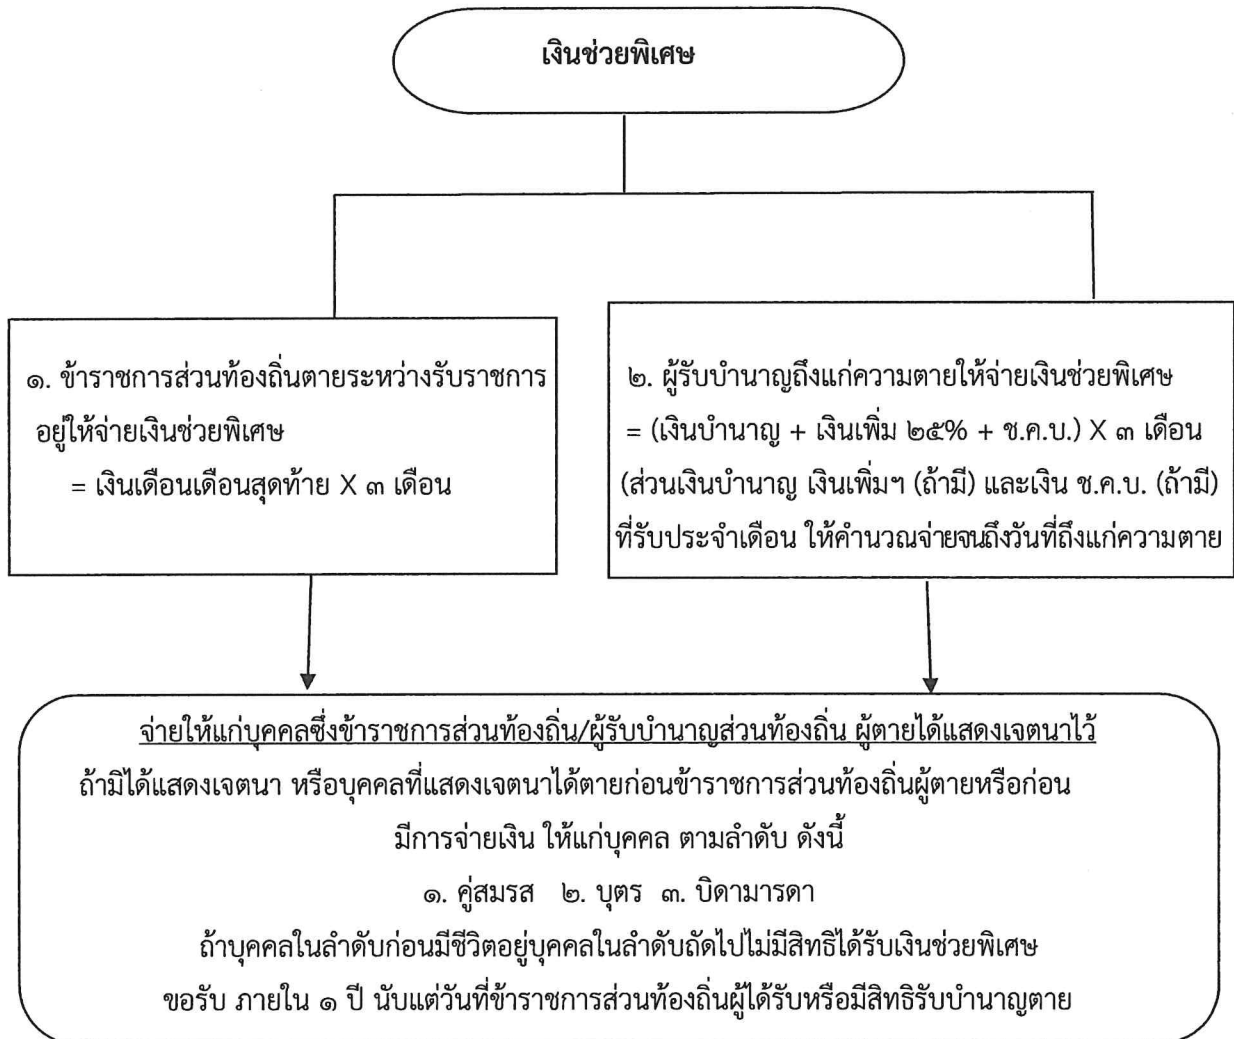 เงินช่วยพิเศษ
๑. ข้าราชการส่วนท้องถิ่นตายระหว่างรับราชการ
อยู่ให้จ่ายเงินช่วยพิเศษ
= เงินเดือนเดือนสุดท้าย X ๓ เดือน
๒. ผู้รับบำนาญถึงแก่ความตายให้จ่ายเงินช่วยพิเศษ
= (เงินบำนาญ + เงินเพิ่ม ๒๕% + ช.ค.บ.) X ๓ เดือน
(ส่วนเงินบำนาญ เงินเพิ่มฯ (ถ้ามี) และเงิน ช.ค.บ. (ถ้ามี)
ที่รับประจำเดือน ให้คำนวณจ่ายจนถึงวันที่ถึงแก่ความตาย
จ่ายให้แก่บุคคลซึ่งข้าราชการส่วนท้องถิ่น/ผู้รับบำนาญส่วนท้องถิ่น ผู้ตายได้แสดงเจตนาไว้
ถ้ามิได้แสดงเจตนา หรือบุคคลที่แสดงเจตนาได้ตายก่อนข้าราชการส่วนท้องถิ่นผู้ตายหรือก่อน
มีการจ่ายเงิน ให้แก่บุคคล ตามลำดับ ดังนี้
๑. คู่สมรส ๒. บุตร ๓. บิดามารดา
ถ้าบุคคลในลำดับก่อนมีชีวิตอยู่บุคคลในลำดับถัดไปไม่มีสิทธิได้รับเงินช่วยพิเศษ
ขอรับ ภายใน ๑ ปี นับแต่วันที่ข้าราชการส่วนท้องถิ่นผู้ได้รับหรือมีสิทธิรับบำนาญตาย